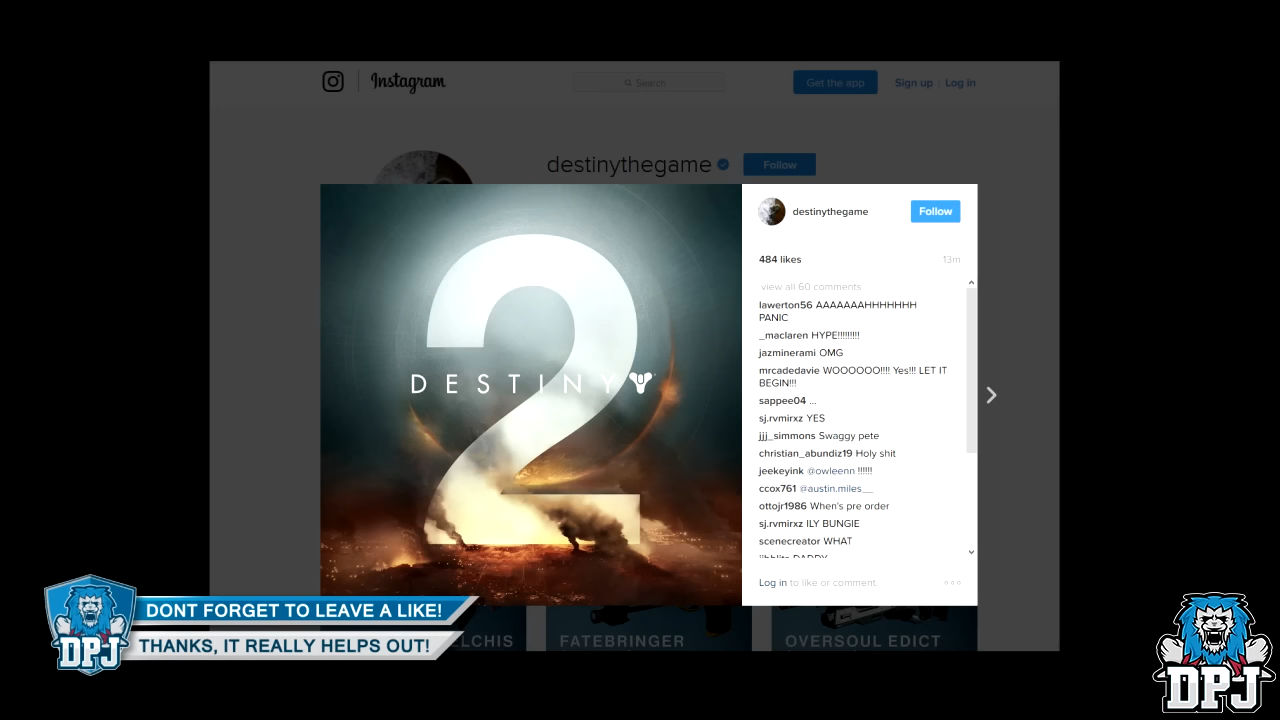 Instagram
Search
Get the app
Sign up | Log in
destinythegame
Follow
2
DESTINY
destinythegame
Follow
484 likes
13m
view all 60 comments
lawerton56 AAAAAAAHHHHHHH
PANIC
_maclaren HYPE!!!!!!!!!
jazminerami OMG
mrcadedavie WOOOOOO!!!! Yes!!! LET IT
BEGIN!!!
sappee04 ...
sj.rvmirxz YES
jjj_simmons Swaggy pete
christian_abundiz19 Holy shit
jeekeyink @owleenn !!!!!!
ccox761 @austin.miles__
ottojr1986 When's pre order
sj.rvmirxz ILY BUNGIE
scenecreator WHAT
Log in to like or comment.
LCHIS
FATEBRINGER
OVERSOUL EDICT
DONT FORGET TO LEAVE A LIKE!
THANKS, IT REALLY HELPS OUT!
DPJ
DPJ